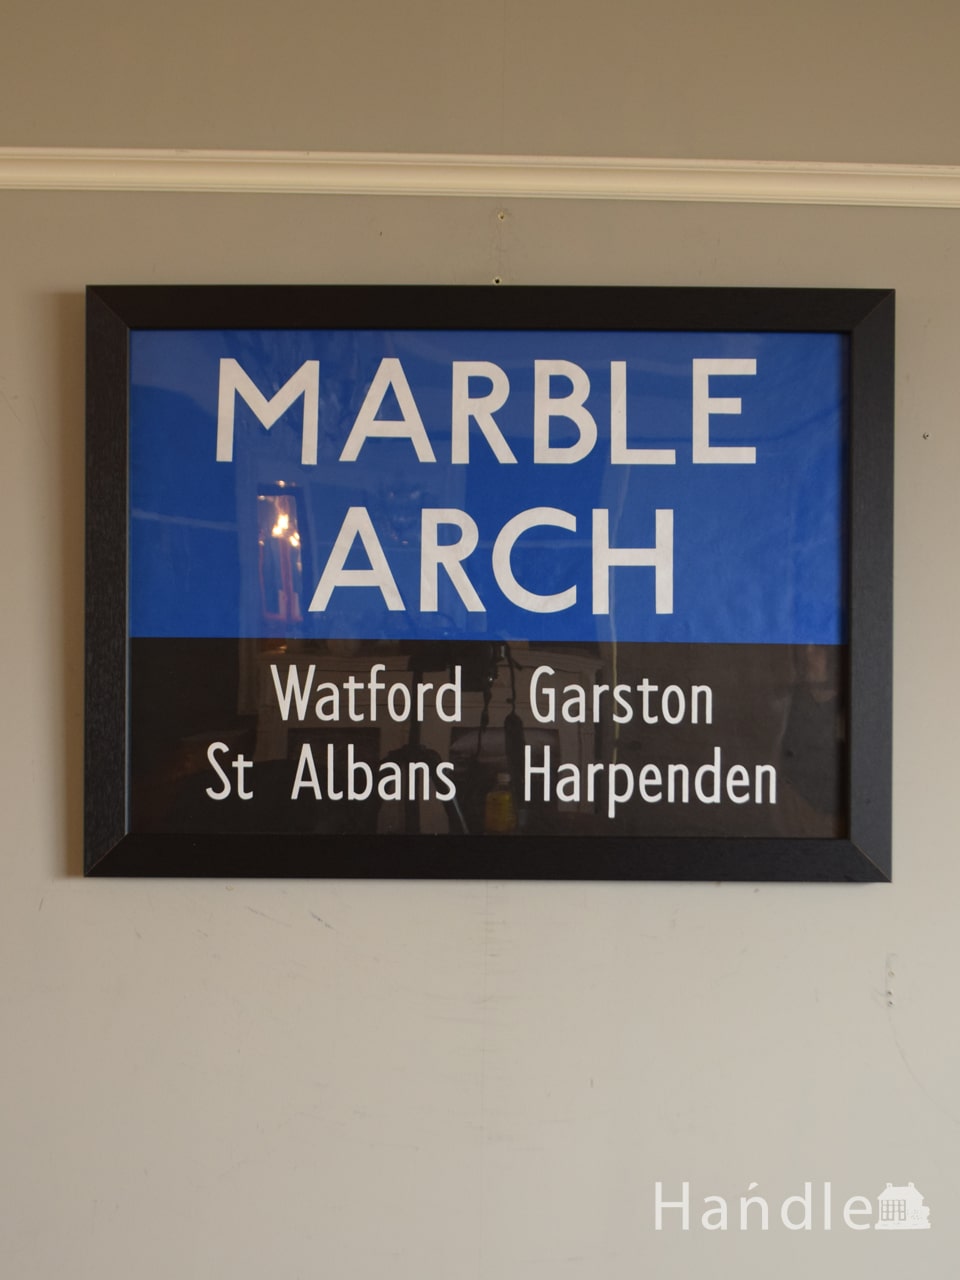 MARBLE
ARCH
Watford Garston
St Albans Harpenden
Handle